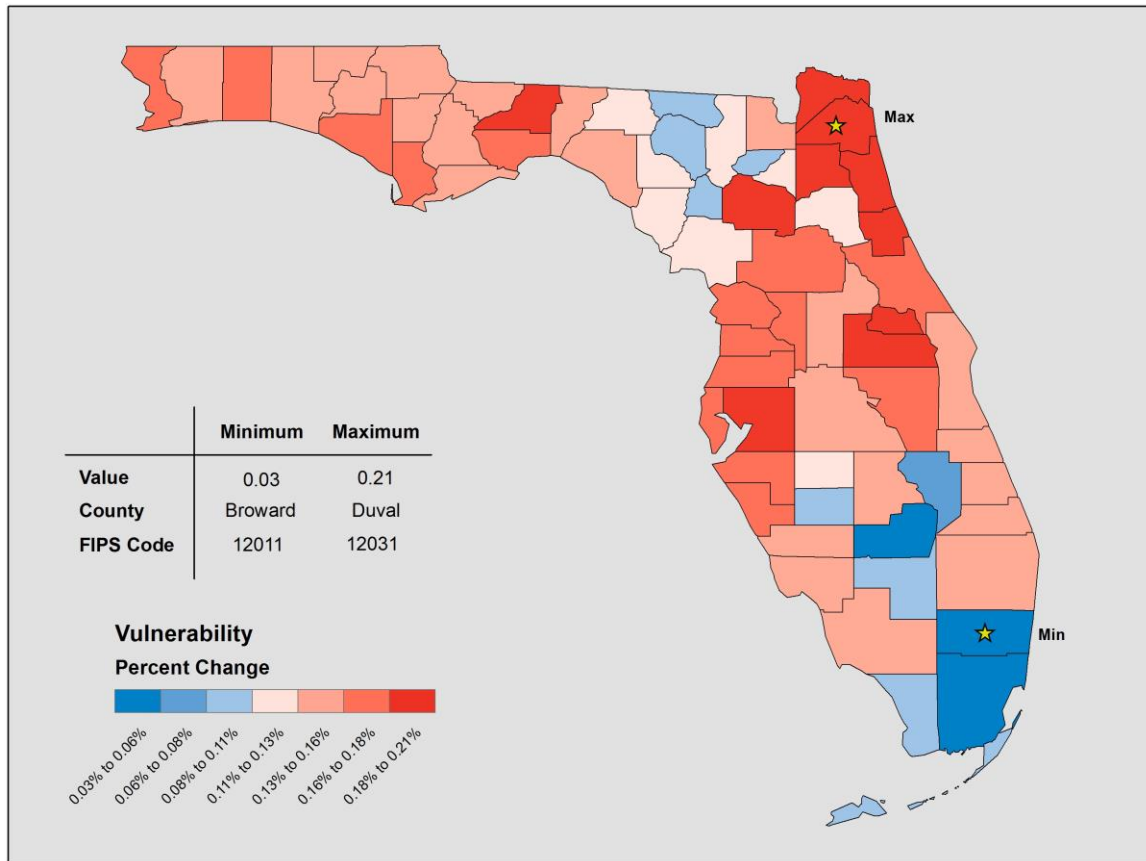 Max
Minimum Maximum
Value 0.03 0.21
County Broward Duval
FIPS Code 12011 12031
Min
Vulnerability
Percent Change
0.03% to 0.06%
0.06% to 0.08%
0.08% to 0.11%
0.11% to 0.13%
0.13% to 0.16%
0.16% to 0.18%
0.18% to 0.21%